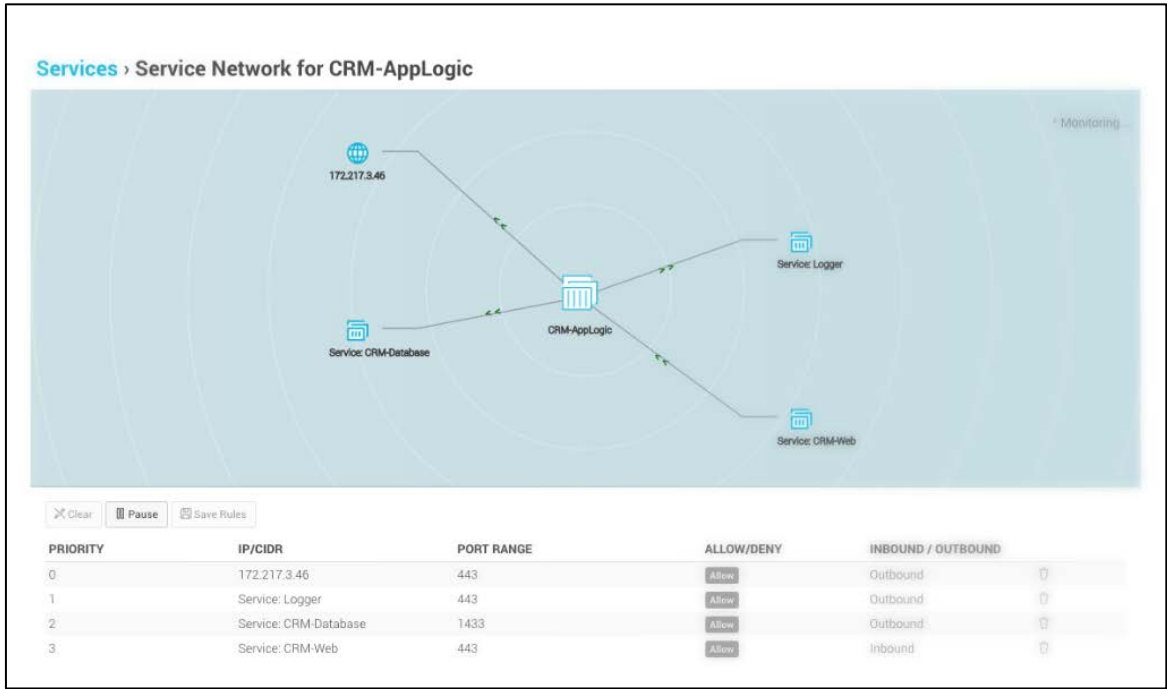 Services › Service Network for CRM-AppLogic
* Monitoring...
172.217.3.46
Service: Logger
CRM-AppLogic
Service: CRM-Database
Service: CRM-Web
Clear Pause Save Rules
PRIORITY IP/CIDR PORT RANGE ALLOW/DENY INBOUND / OUTBOUND
0 172.217.3.46 443 Allow Outbound
1 Service: Logger 443 Allow Outbound
2 Service: CRM-Database 1433 Allow Outbound
3 Service: CRM-Web 443 Allow Inbound